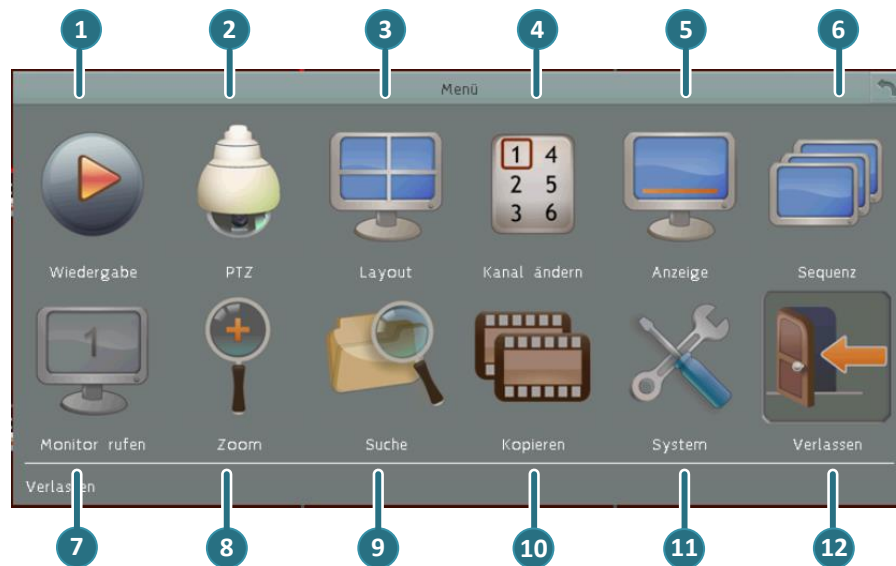 1 2 3 4 5 6
Menü
1 4
2 5
3 6
Wiedergabe PTZ Layout Kanal ändern Anzeige Sequenz
1
Monitor rufen Zoom Suche Kopieren System Verlassen
Verlassen
7 8 9 10 11 12